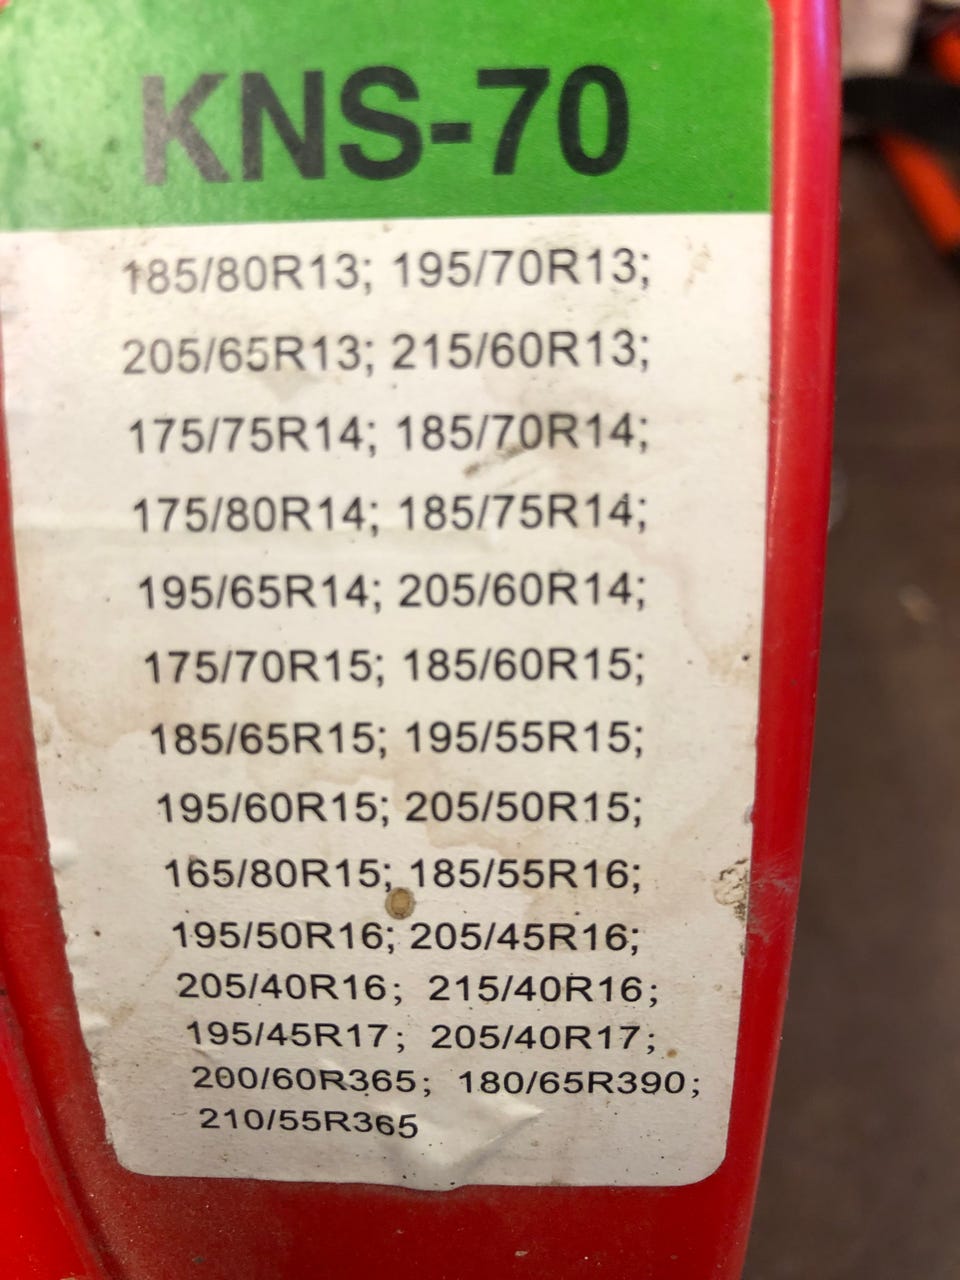 KNS-70
185/80R13; 195/70R13;
205/65R13; 215/60R13;
175/75R14; 185/70R14;
175/80R14; 185/75R14;
195/65R14; 205/60R14;
175/70R15; 185/60R15;
185/65R15; 195/55R15;
195/60R15; 205/50R15;
165/80R15; 185/55R16;
195/50R16; 205/45R16;
205/40R16; 215/40R16;
195/45R17; 205/40R17;
200/60R365; 180/65R390;
210/55R365